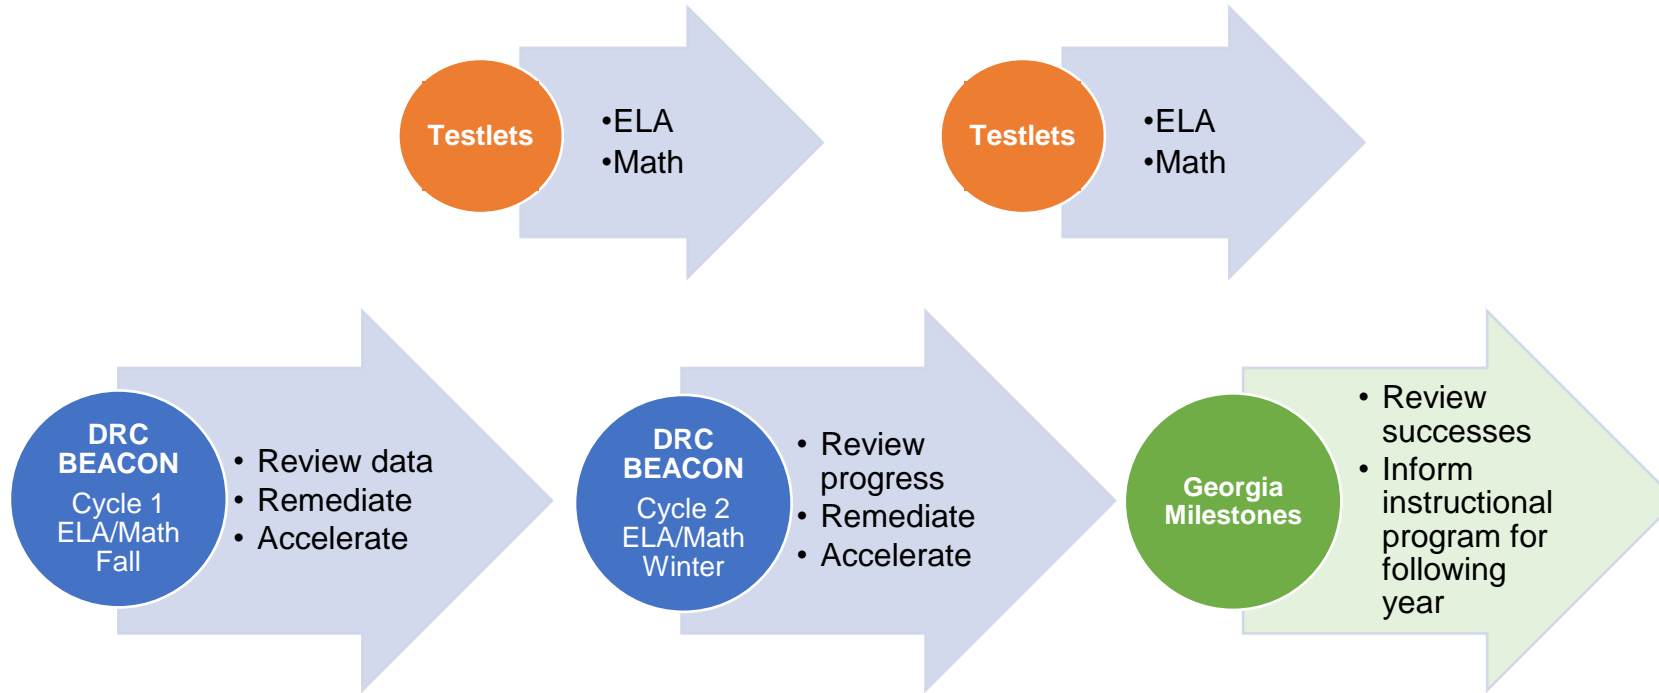 Testlets
•ELA
•Math
Testlets
•ELA
•Math
DRC
BEACON
Cycle 1
ELA/Math
Fall
• Review data
• Remediate
• Accelerate
DRC
BEACON
Cycle 2
ELA/Math
Winter
• Review
progress
• Remediate
• Accelerate
Georgia
Milestones
• Review
successes
• Inform
instructional
program for
following
year